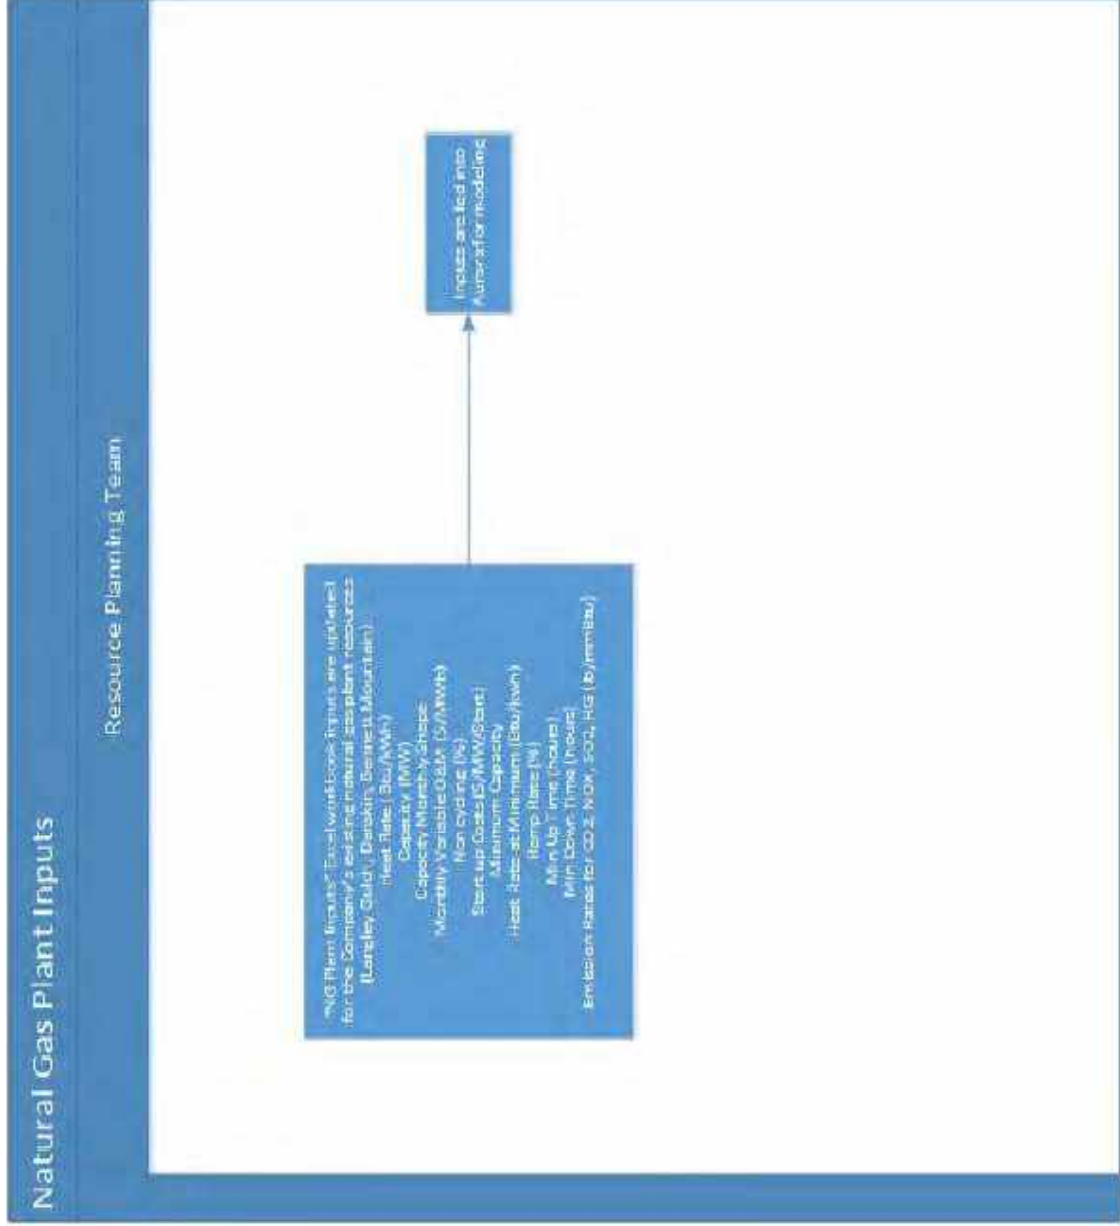 Natural Gas Plant Inputs
Resource Planning Team
"NG Plant Inputs" Excel workbook inputs are updated
for the Company's existing natural gas plant resources
(Langley Gulch, Danskin, Bennett Mountain)
Heat Rate (Btu/kWh)
Capacity (MW)
Capacity Monthly Shape
Monthly Variable O&M ($/MWh)
Non cycling (%)
Start up Costs ($/MW/Start)
Minimum Capacity
Heat Rate at Minimum (Btu/kWh)
Ramp Rate (%)
Min Up Time (hours)
Min Down Time (hours)
Emission Rates for CO2, NOX, SO2, HG (lb/mmBtu)
Inputs are fed into
Aurora for modeling